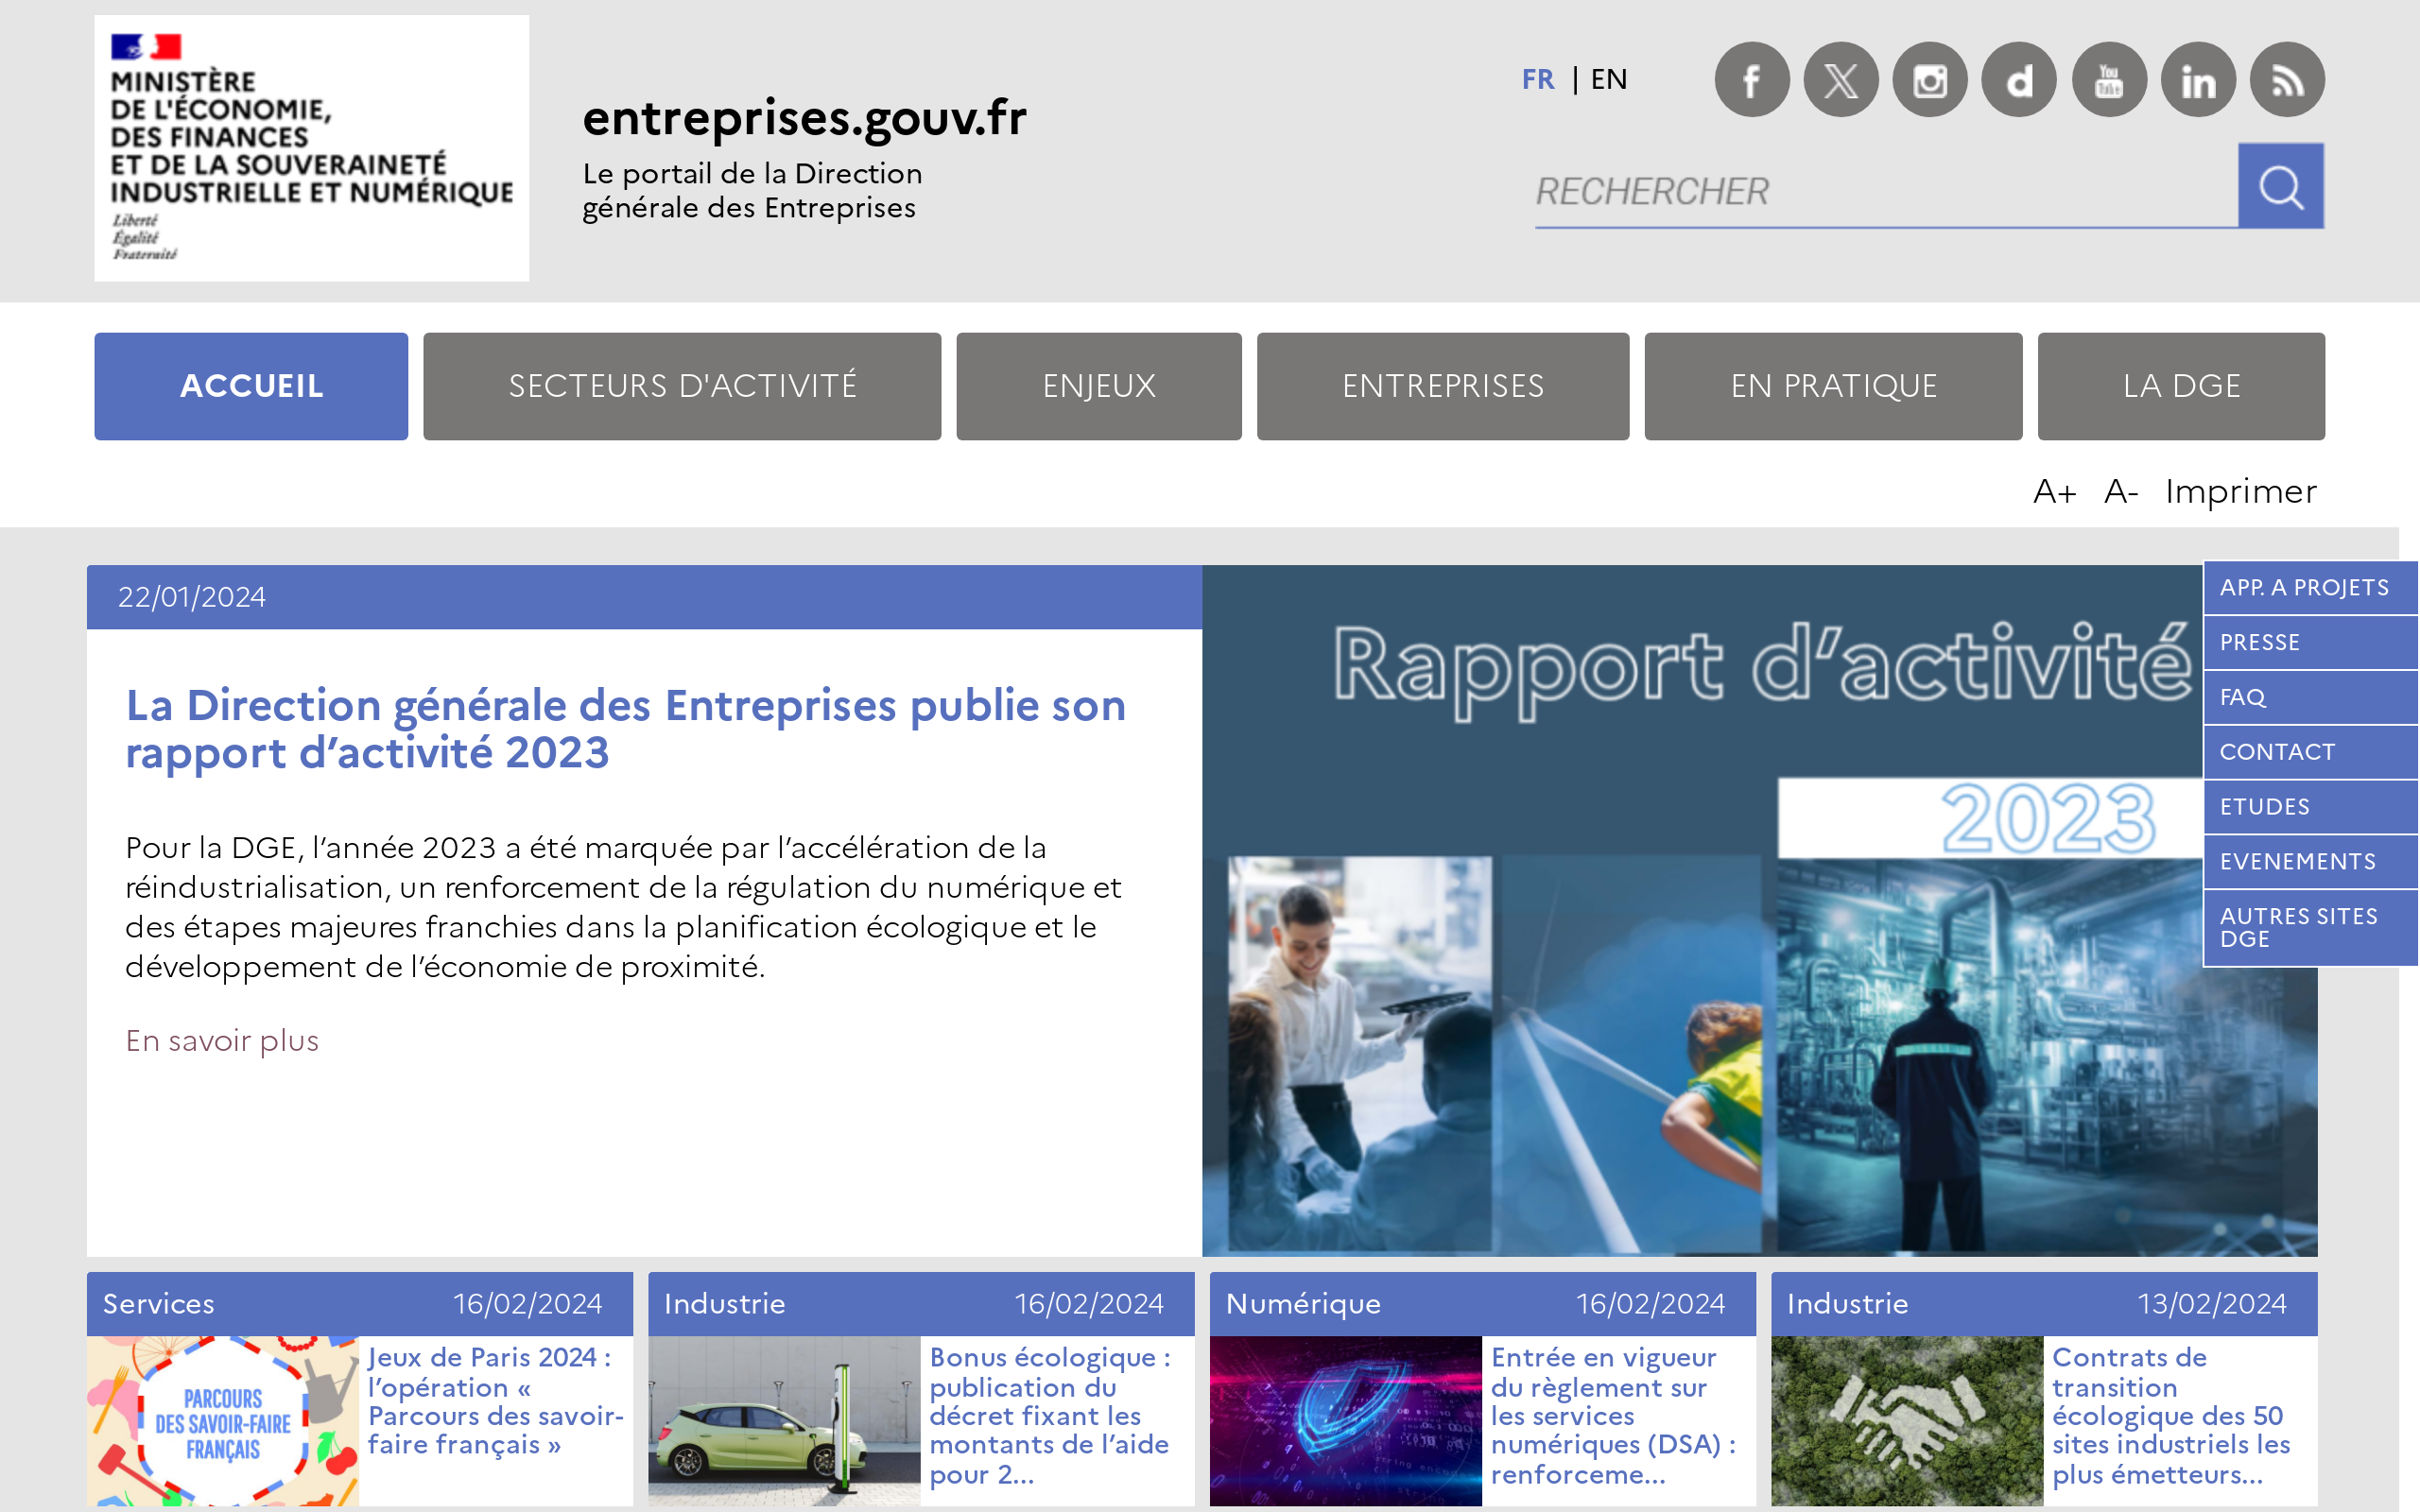 MINISTÈRE
DE L'ÉCONOMIE,
DES FINANCES
ET DE LA SOUVERAINETÉ
INDUSTRIELLE ET NUMÉRIQUE
Liberté
Égalité
Fraternité
entreprises.gouv.fr
Le portail de la Direction
générale des Entreprises
FR | EN
RECHERCHER
ACCUEIL
SECTEURS D'ACTIVITÉ
ENJEUX
ENTREPRISES
EN PRATIQUE
LA DGE
A+ A- Imprimer
22/01/2024
La Direction générale des Entreprises publie son
rapport d’activité 2023
Pour la DGE, l’année 2023 a été marquée par l’accélération de la
réindustrialisation, un renforcement de la régulation du numérique et
des étapes majeures franchies dans la planification écologique et le
développement de l’économie de proximité.
En savoir plus
Rapport d’activité
2023
APP. A PROJETS
PRESSE
FAQ
CONTACT
ETUDES
EVENEMENTS
AUTRES SITES
DGE
Services 16/02/2024
PARCOURS
DES SAVOIR-FAIRE
FRANÇAIS
Jeux de Paris 2024 :
l’opération «
Parcours des savoir-
faire français »
Industrie 16/02/2024
Bonus écologique :
publication du
décret fixant les
montants de l’aide
pour 2...
Numérique 16/02/2024
Entrée en vigueur
du règlement sur
les services
numériques (DSA) :
renforceme...
Industrie 13/02/2024
Contrats de
transition
écologique des 50
sites industriels les
plus émetteurs...